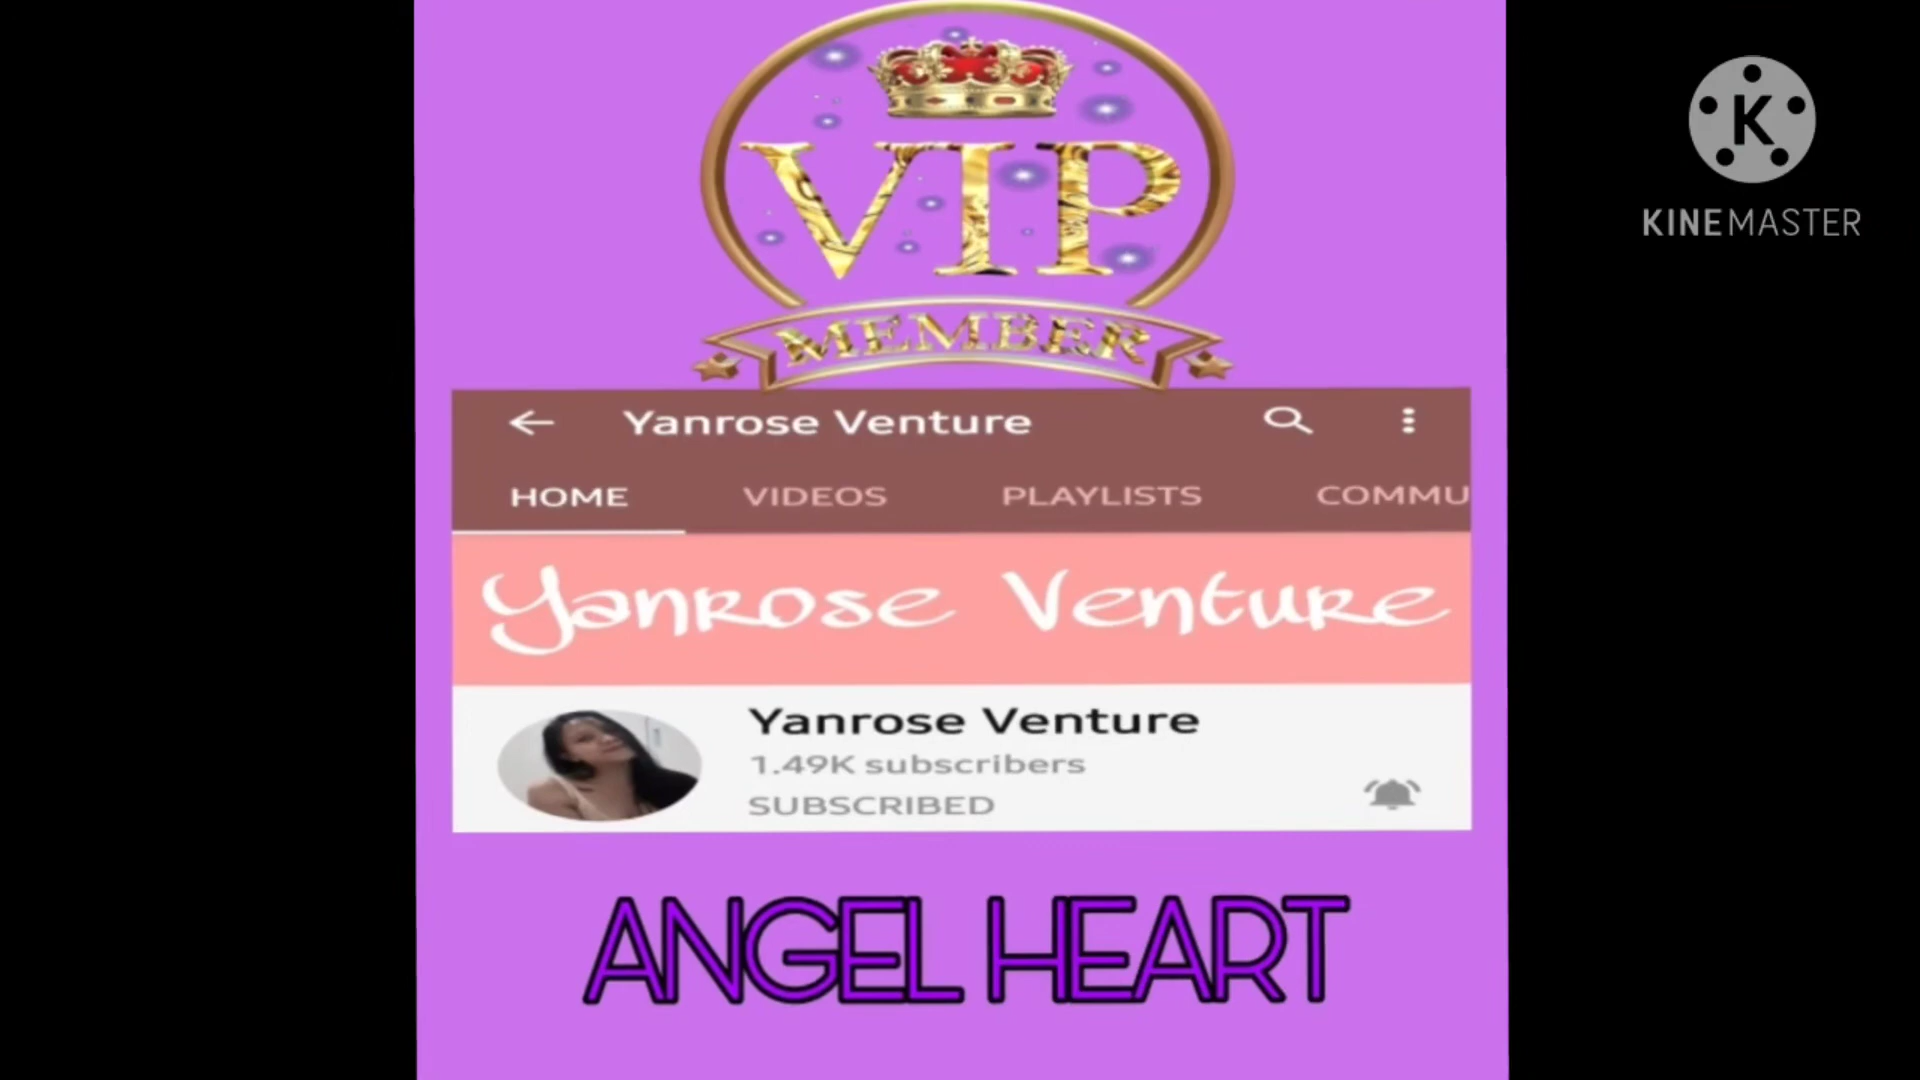 VIP
MEMBER
KINEMASTER
Yanrose Venture
HOME VIDEOS PLAYLISTS COMMU
Yanrose Venture
Yanrose Venture
1.49K subscribers
SUBSCRIBED
ANGEL HEART